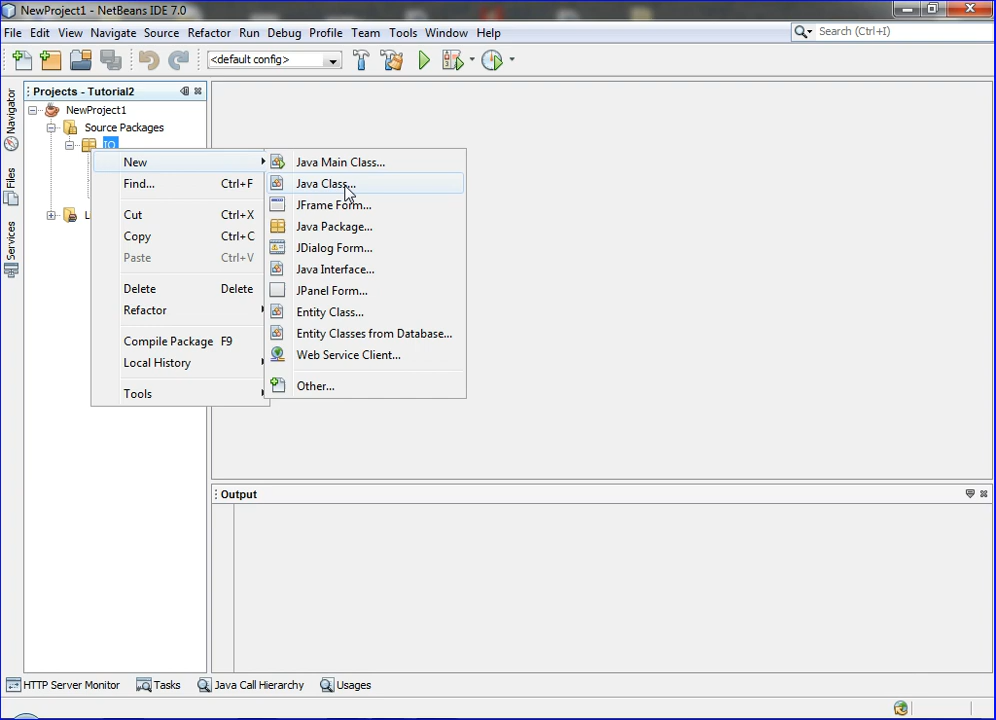 NewProject1 - NetBeans IDE 7.0
File Edit View Navigate Source Refactor Run Debug Profile Team Tools Window Help
Search (Ctrl+I)
<default config>
Projects - Tutorial2
Navigator
Files
Services
NewProject1
Source Packages
L
New
Find... Ctrl+F
Cut Ctrl+X
Copy Ctrl+C
Paste Ctrl+V
Delete Delete
Refactor
Compile Package F9
Local History
Tools
Java Main Class...
Java Class...
JFrame Form...
Java Package...
JDialog Form...
Java Interface...
JPanel Form...
Entity Class...
Entity Classes from Database...
Web Service Client...
Other...
Output
HTTP Server Monitor Tasks Java Call Hierarchy Usages